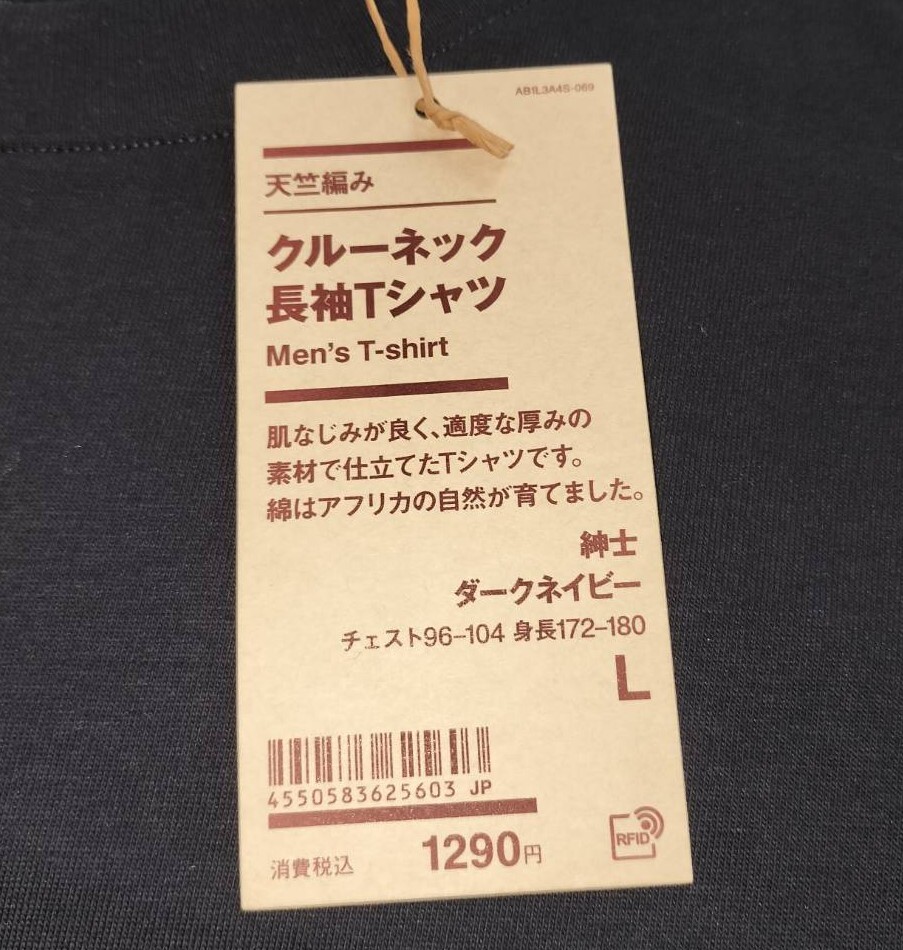 AB1L3A4S-069
天竺編み
クルーネック
長袖Tシャツ
Men's T-shirt
肌なじみが良く、適度な厚みの
素材で仕立てたTシャツです。
綿はアフリカの自然が育てました。
紳士
ダークネイビー
チェスト96-104 身長172-180
L
4550583625603 JP
消費税込 1290円
RFID